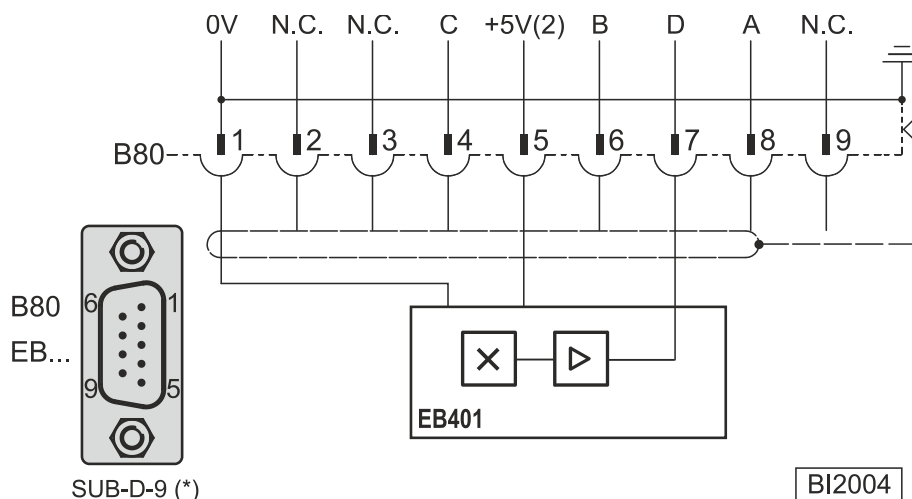 0V N.C. N.C. C +5V(2) B D A N.C.
B80 1 2 3 4 5 6 7 8 9
B80 6 1
EB...
9 5
EB401
SUB-D-9 (*)
BI2004